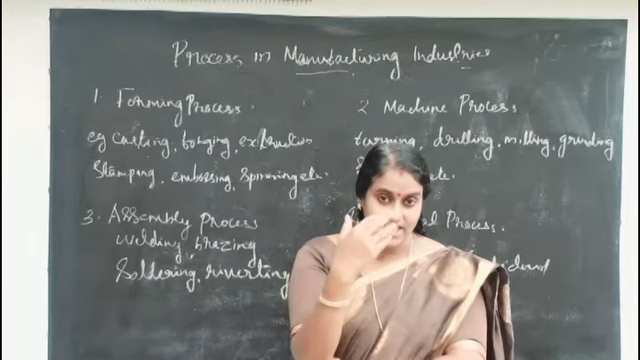 Process in Manufacturing Industries
1. Forming Process.
eg casting, forging, extrusion
Stamping, embossing, spinning etc.
2 Machine Process.
turning, drilling, milling, grinding
3. Assembly Process
welding, brazing
Soldering, riverting
Process.